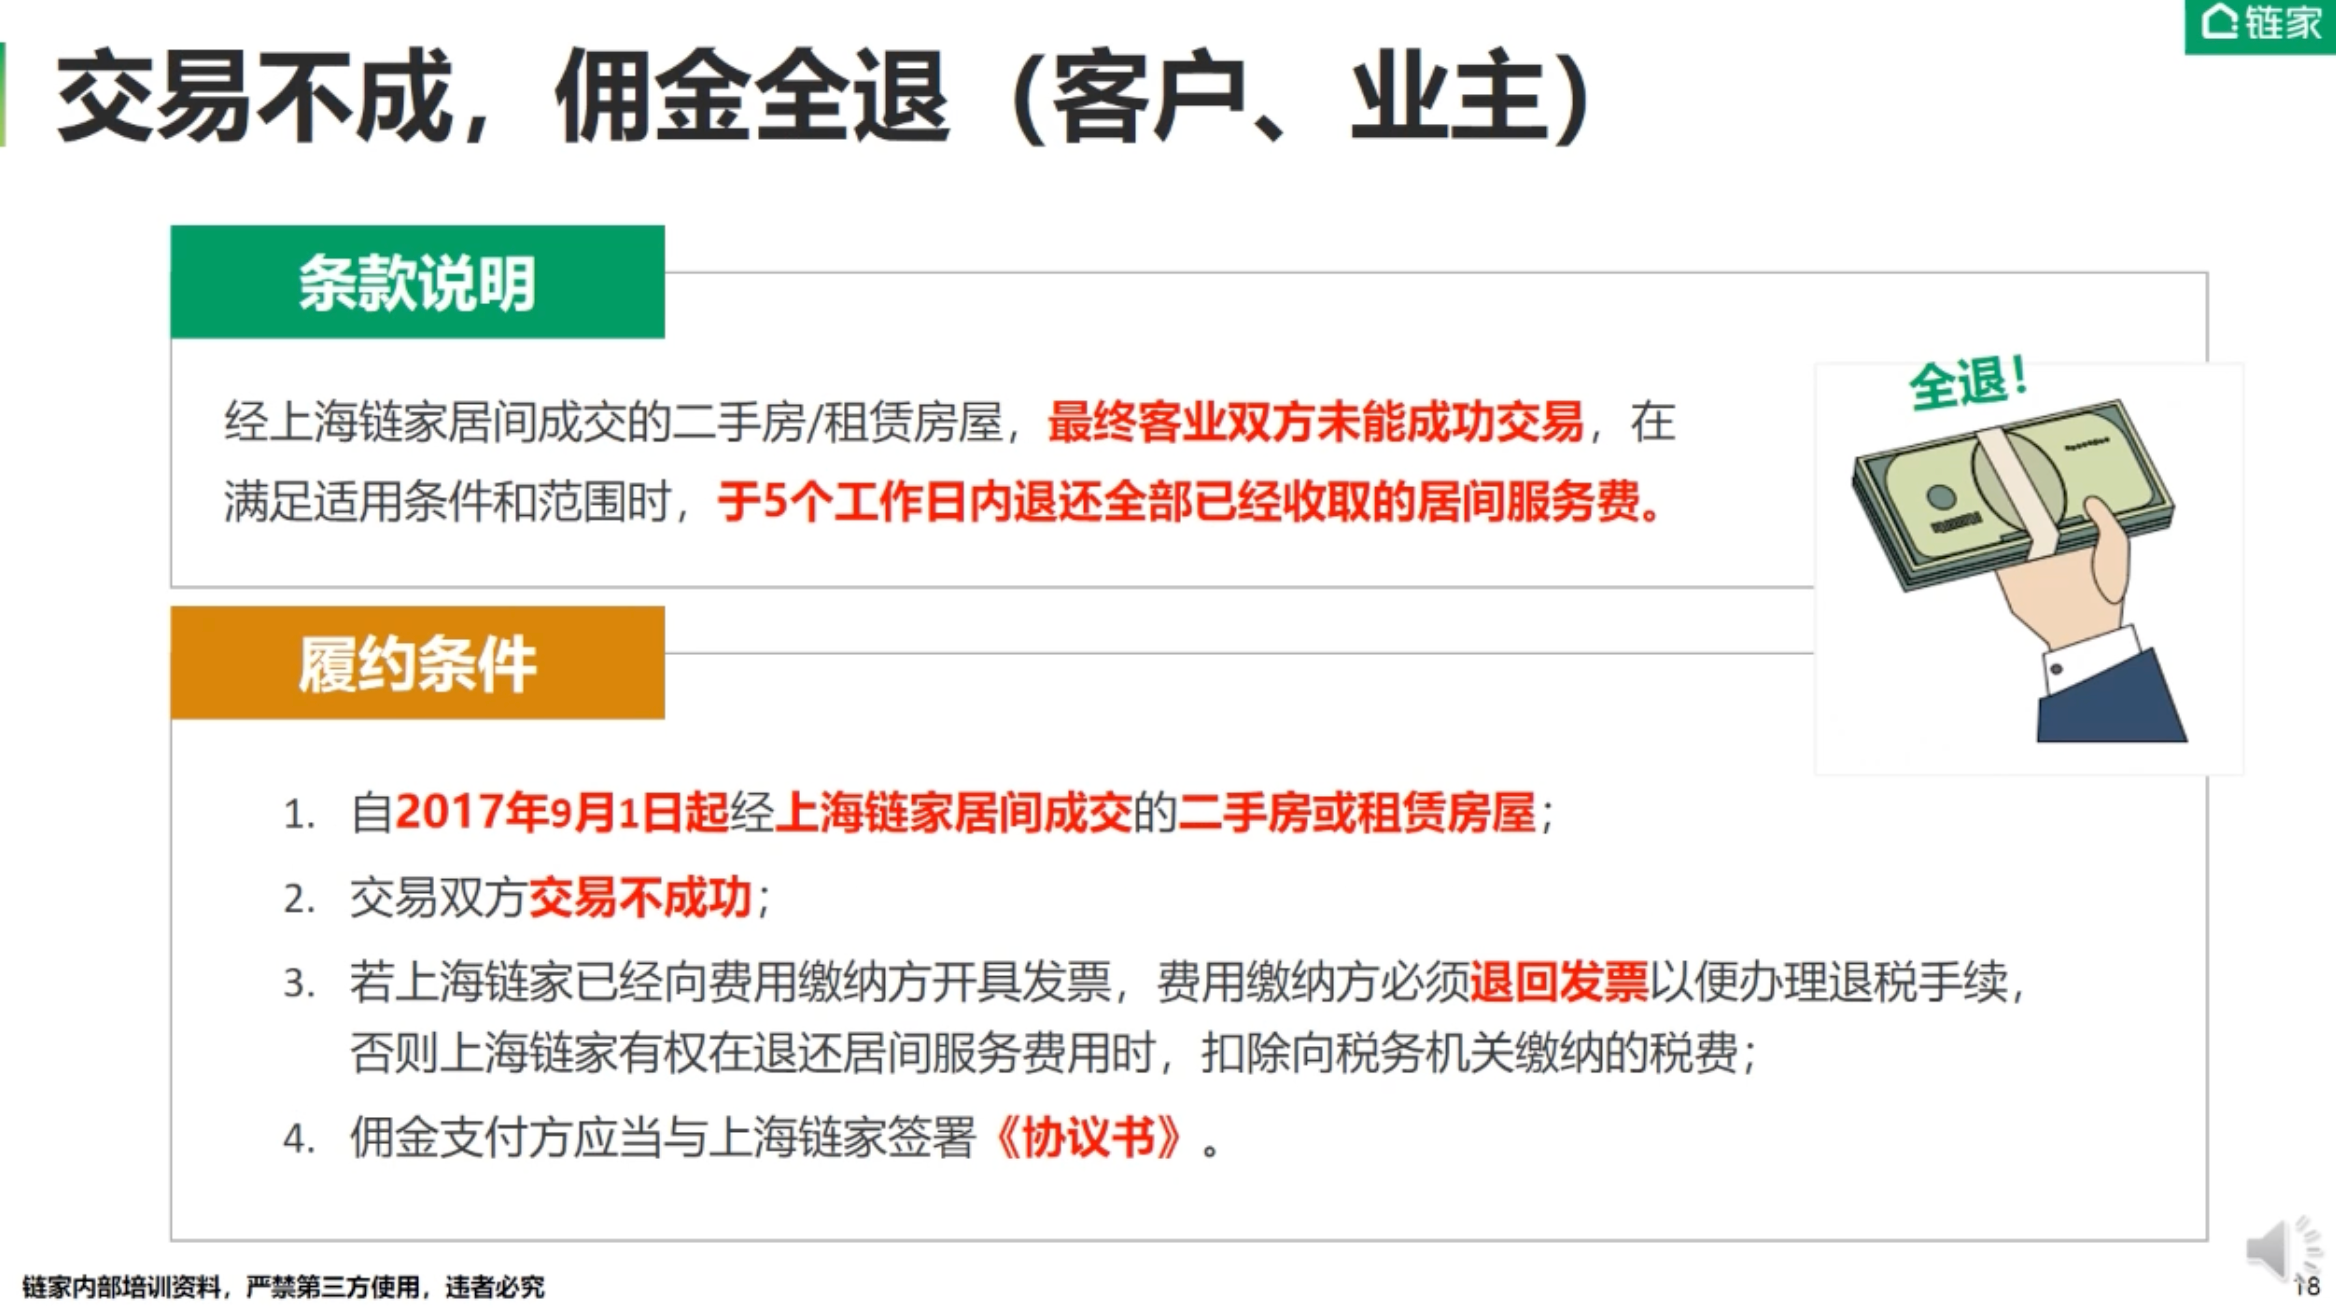 链家
交易不成，佣金全退（客户、业主）
条款说明
经上海链家居间成交的二手房/租赁房屋，最终客业双方未能成功交易，在
满足适用条件和范围时，于5个工作日内退还全部已经收取的居间服务费。
全退！
履约条件
1. 自2017年9月1日起经上海链家居间成交的二手房或租赁房屋；
2. 交易双方交易不成功；
3. 若上海链家已经向费用缴纳方开具发票，费用缴纳方必须退回发票以便办理退税手续，
否则上海链家有权在退还居间服务费用时，扣除向税务机关缴纳的税费；
4. 佣金支付方应当与上海链家签署《协议书》。
链家内部培训资料，严禁第三方使用，违者必究
18